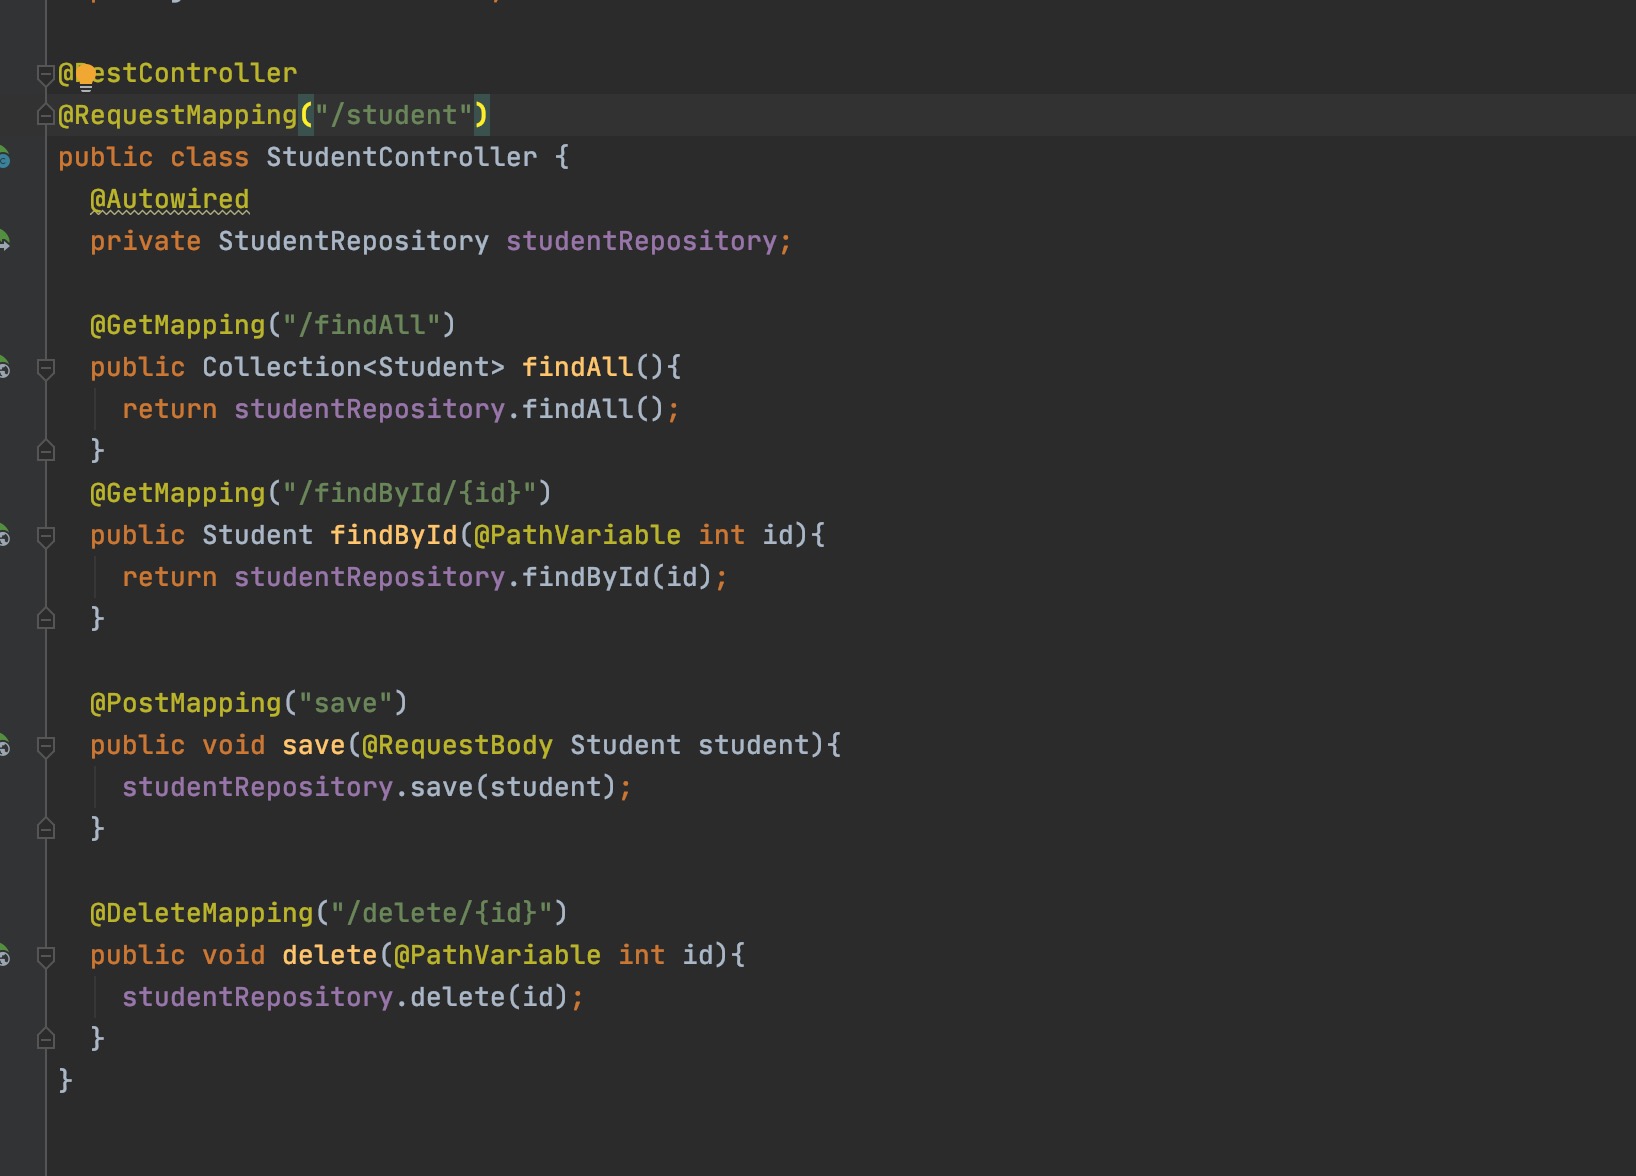 @RestController
@RequestMapping("/student")
public class StudentController {
@Autowired
private StudentRepository studentRepository;
@GetMapping("/findAll")
public Collection<Student> findAll(){
return studentRepository.findAll();
}
@GetMapping("/findById/{id}")
public Student findById(@PathVariable int id){
return studentRepository.findById(id);
}
@PostMapping("save")
public void save(@RequestBody Student student){
studentRepository.save(student);
}
@DeleteMapping("/delete/{id}")
public void delete(@PathVariable int id){
studentRepository.delete(id);
}
}